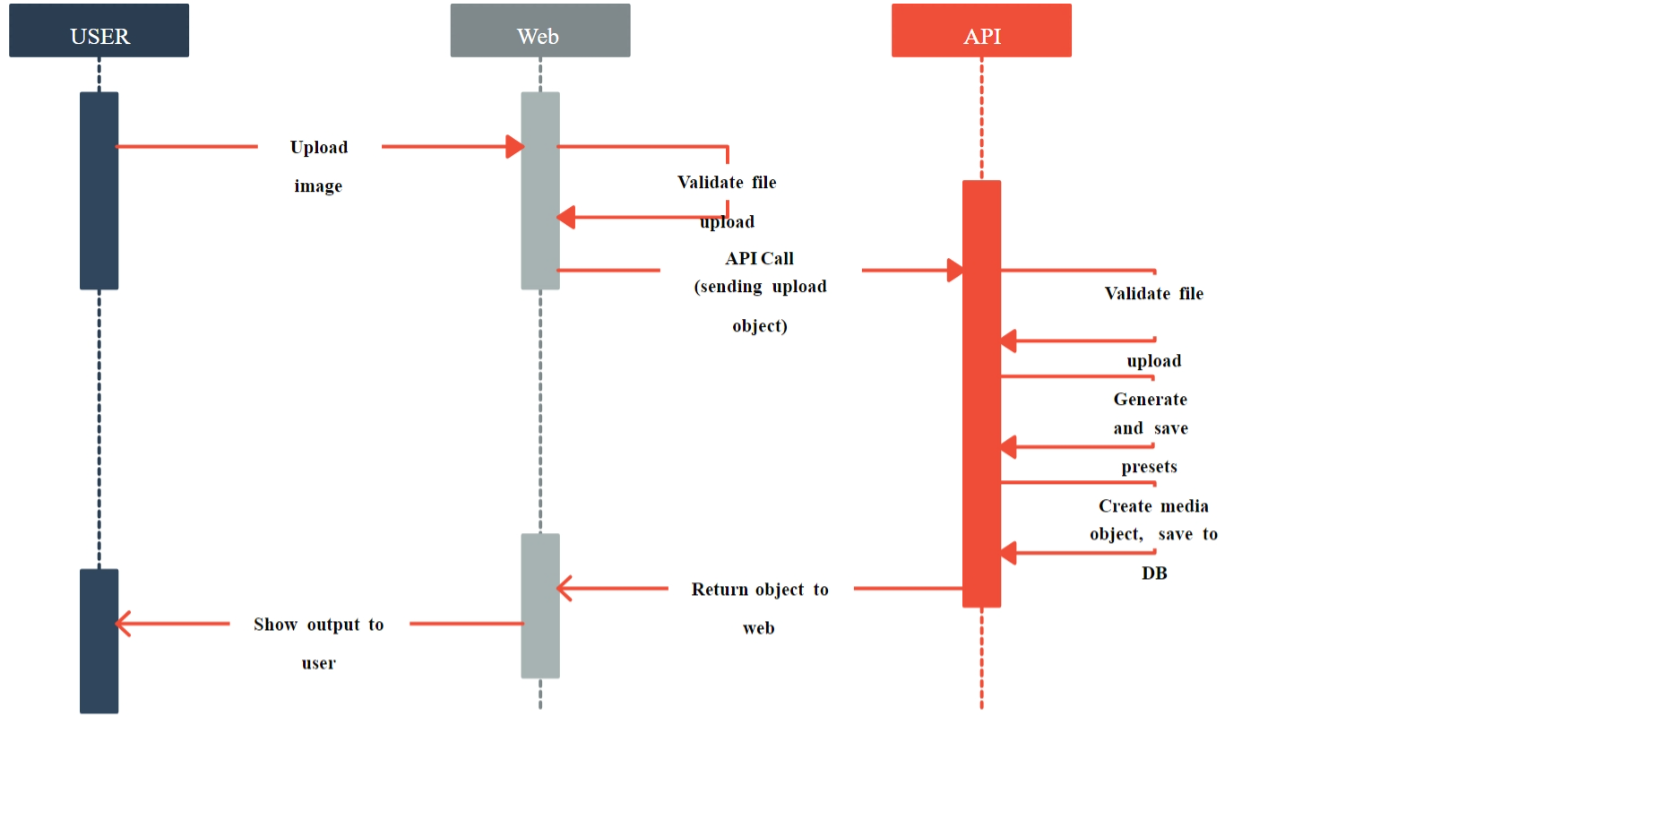 USER
Web
API
Upload
image
Validate file
upload
API Call
(sending upload
object)
Validate file
upload
Generate
and save
presets
Create media
object, save to
DB
Return object to
web
Show output to
user